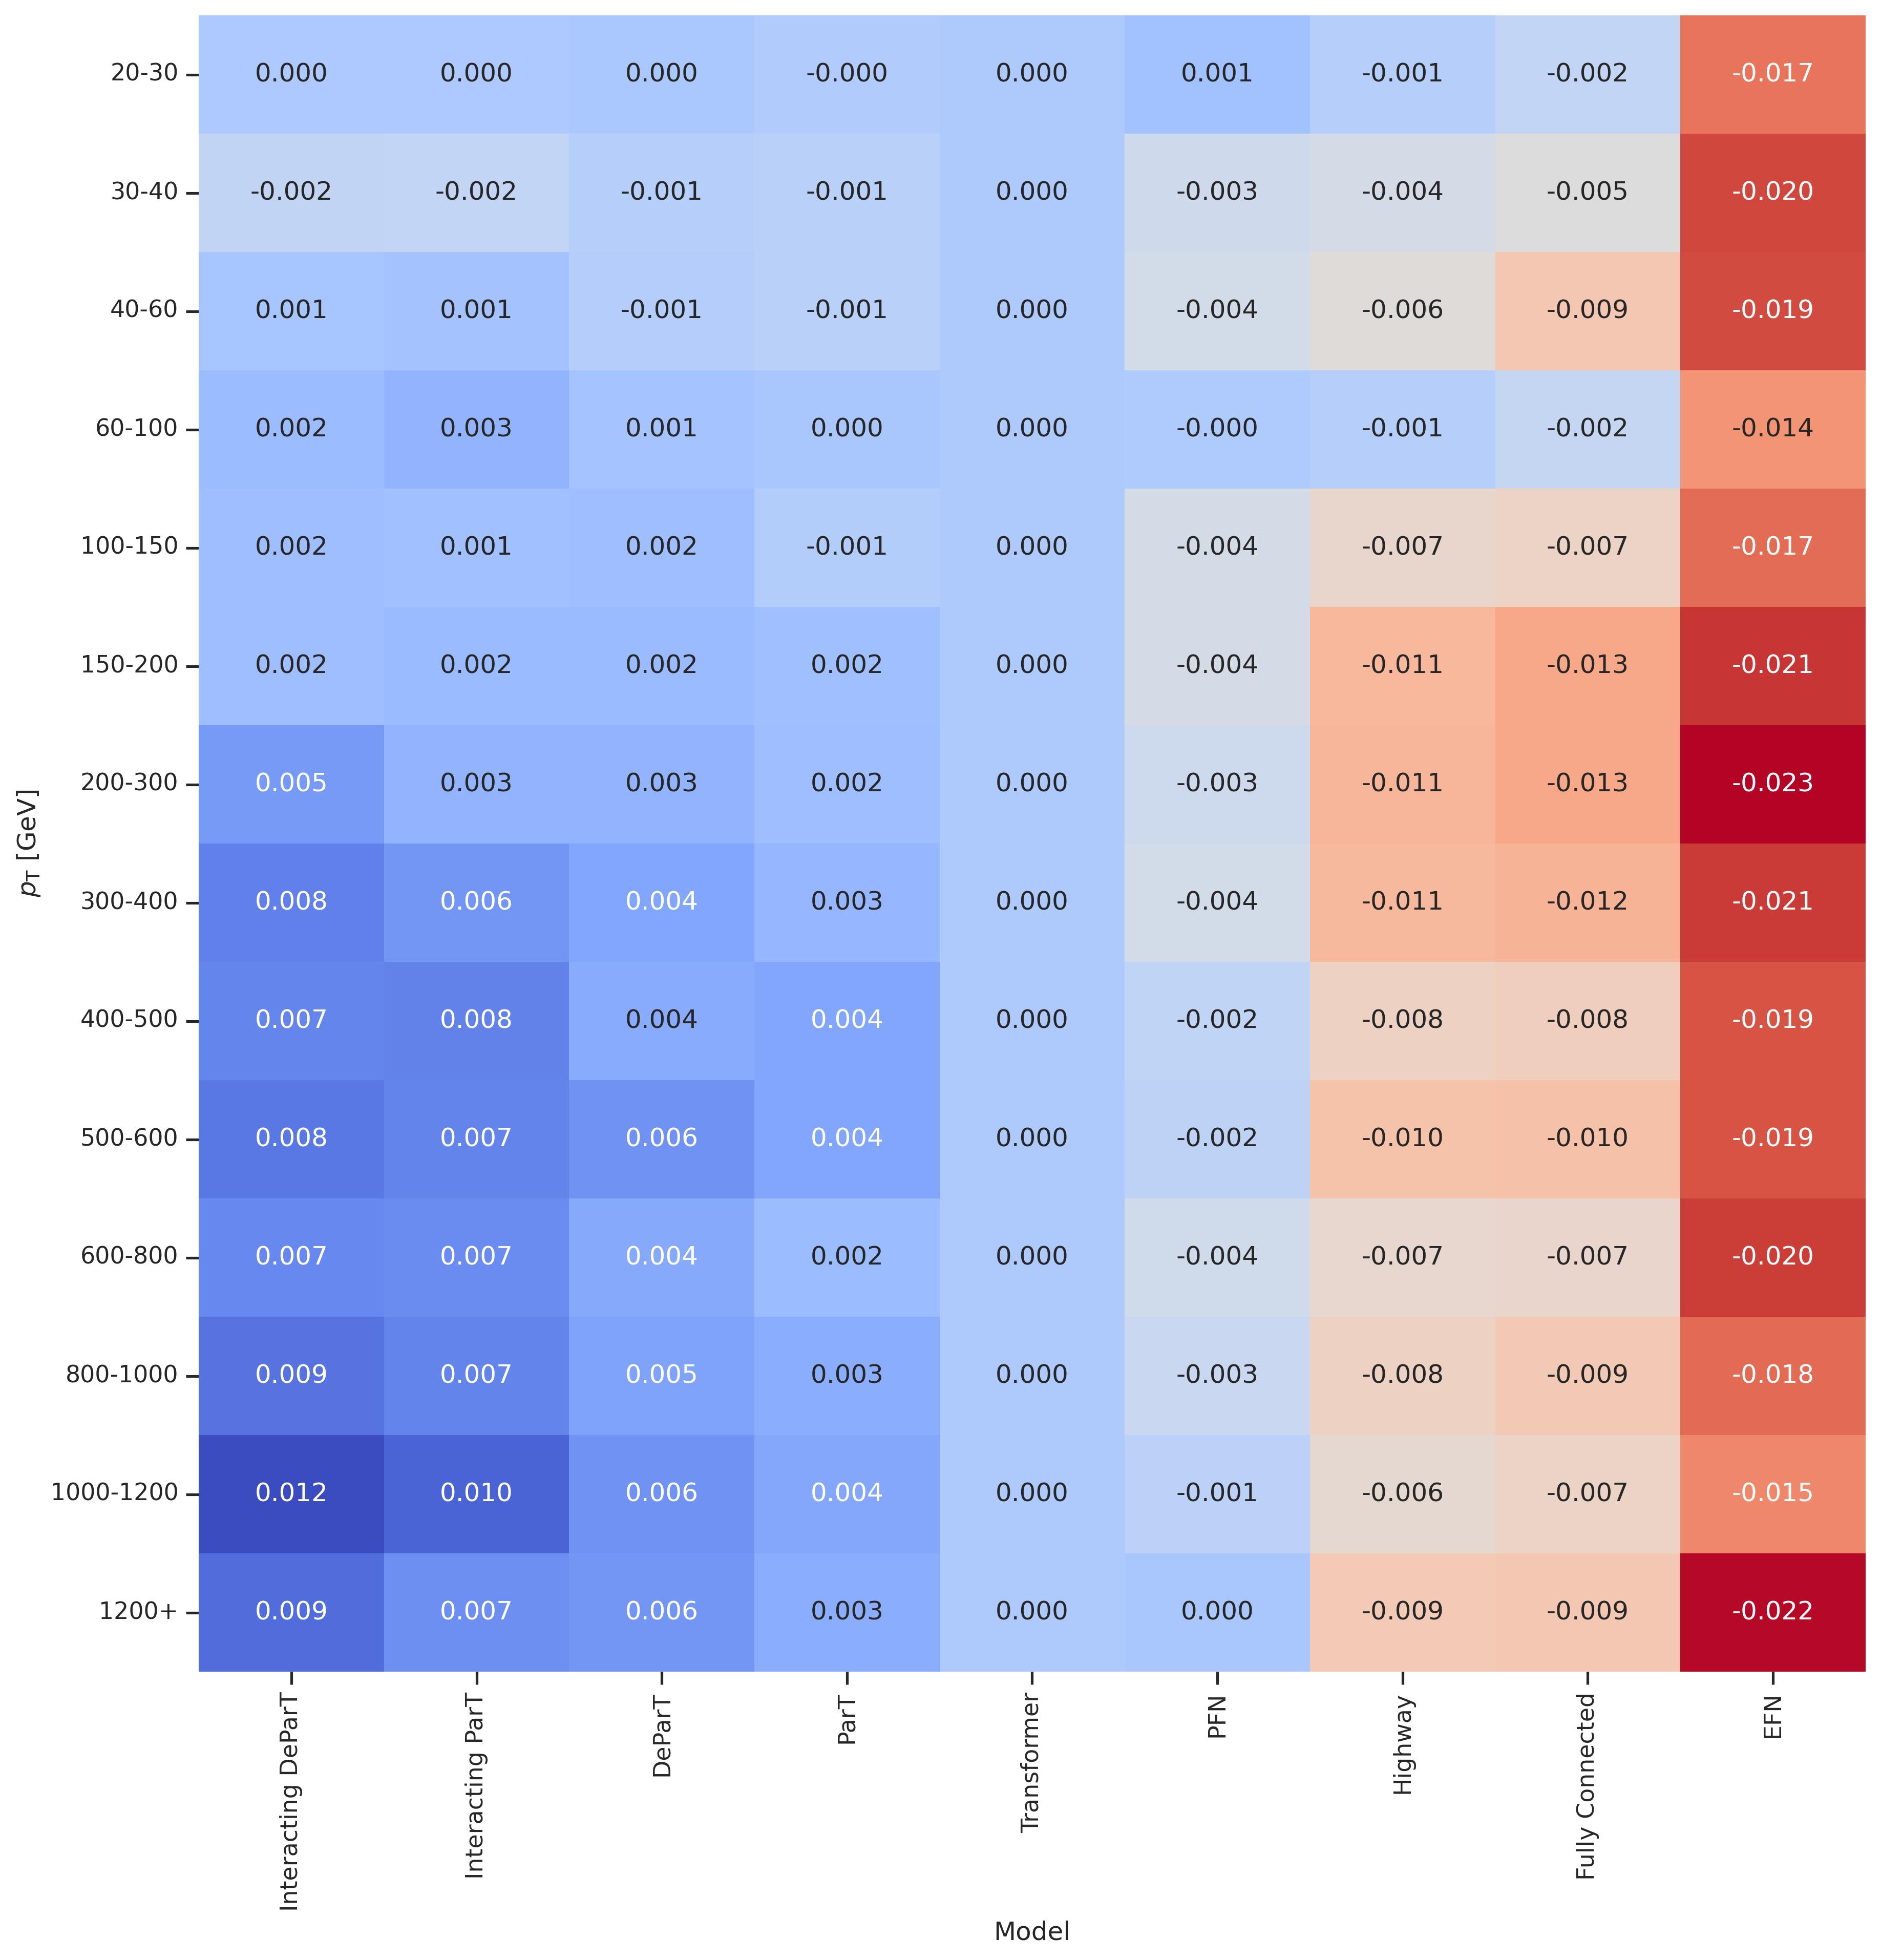 20-30 0.000 0.000 0.000 -0.000 0.000 0.001 -0.001 -0.002 -0.017
30-40 -0.002 -0.002 -0.001 -0.001 0.000 -0.003 -0.004 -0.005 -0.020
40-60 0.001 0.001 -0.001 -0.001 0.000 -0.004 -0.006 -0.009 -0.019
60-100 0.002 0.003 0.001 0.000 0.000 -0.000 -0.001 -0.002 -0.014
100-150 0.002 0.001 0.002 -0.001 0.000 -0.004 -0.007 -0.007 -0.017
150-200 0.002 0.002 0.002 0.002 0.000 -0.004 -0.011 -0.013 -0.021
200-300 0.005 0.003 0.003 0.002 0.000 -0.003 -0.011 -0.013 -0.023
300-400 0.008 0.006 0.004 0.003 0.000 -0.004 -0.011 -0.012 -0.021
400-500 0.007 0.008 0.004 0.004 0.000 -0.002 -0.008 -0.008 -0.019
500-600 0.008 0.007 0.006 0.004 0.000 -0.002 -0.010 -0.010 -0.019
600-800 0.007 0.007 0.004 0.002 0.000 -0.004 -0.007 -0.007 -0.020
800-1000 0.009 0.007 0.005 0.003 0.000 -0.003 -0.008 -0.009 -0.018
1000-1200 0.012 0.010 0.006 0.004 0.000 -0.001 -0.006 -0.007 -0.015
1200+ 0.009 0.007 0.006 0.003 0.000 0.000 -0.009 -0.009 -0.022
pT [GeV]
Interacting DeParT
Interacting ParT
DeParT
ParT
Transformer
PFN
Highway
Fully Connected
EFN
Model